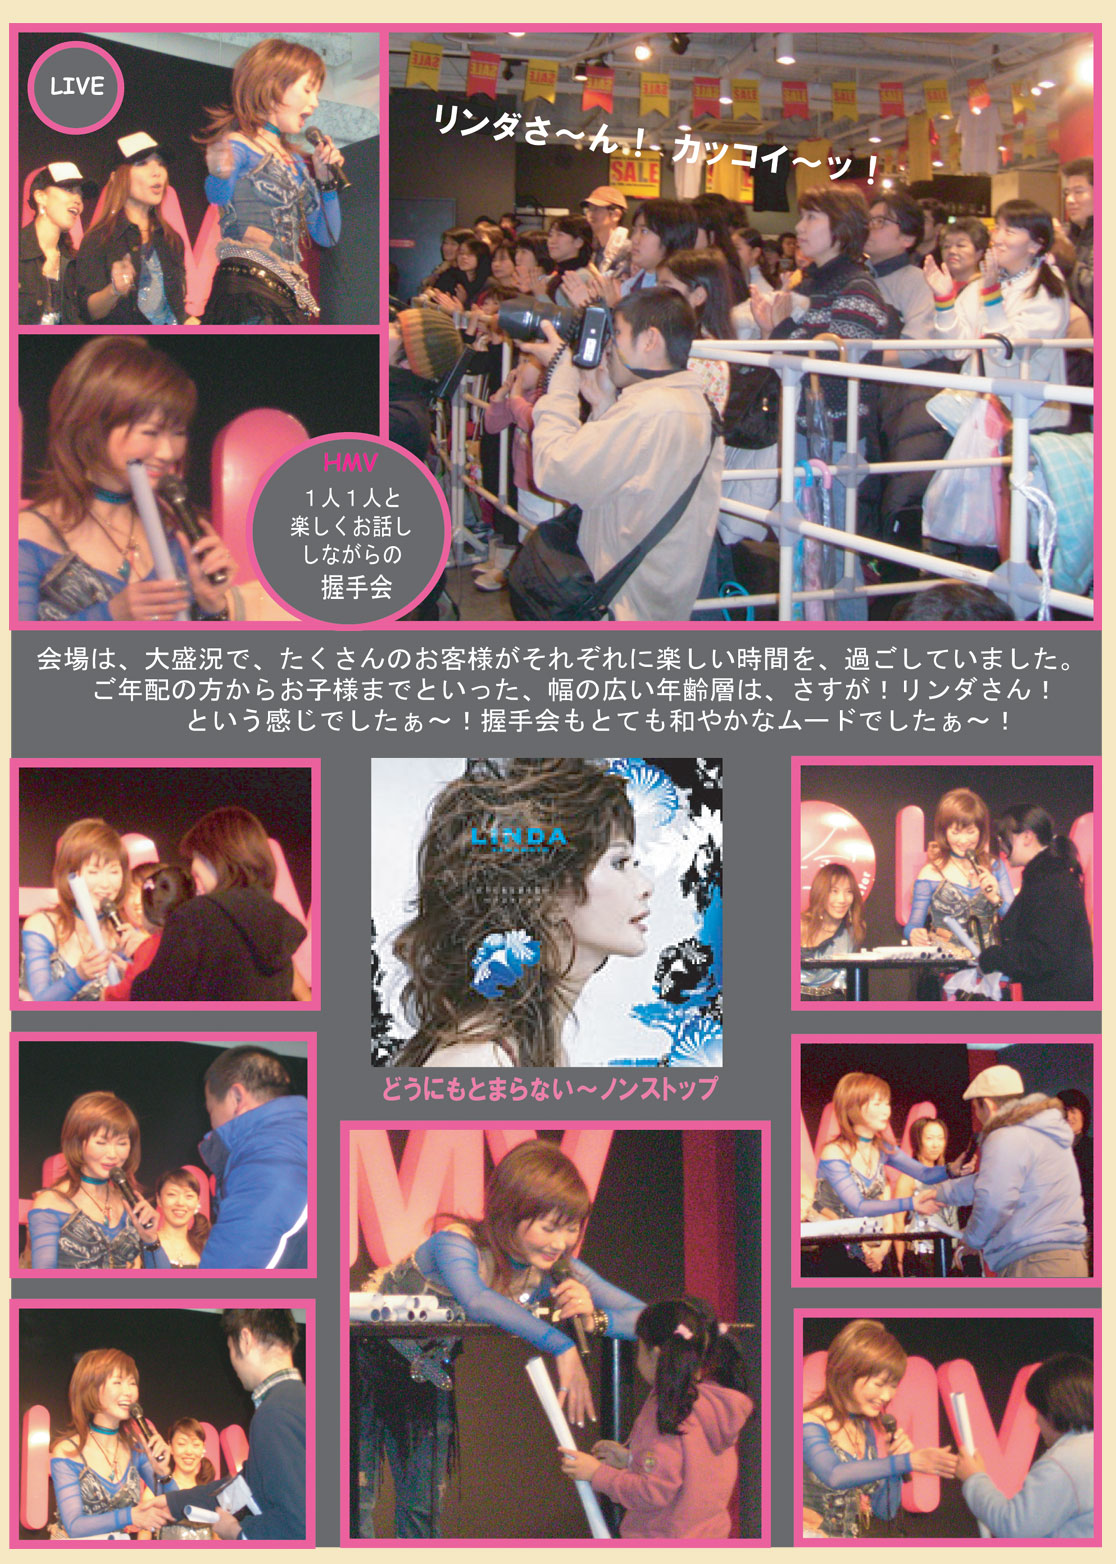 LIVE
リンダさ〜ん！ カッコイ〜ッ！
SALE
SALE
SALE
SALE
SALE
SALE
SALE
HMV
１人１人と
楽しくお話し
しながらの
握手会
会場は、大盛況で、たくさんのお客様がそれぞれに楽しい時間を、過ごしていました。
ご年配の方からお子様までといった、幅の広い年齢層は、さすが！リンダさん！
という感じでしたぁ〜！握手会もとても和やかなムードでしたぁ〜！
LINDA
どうにもとまらない〜ノンストップ